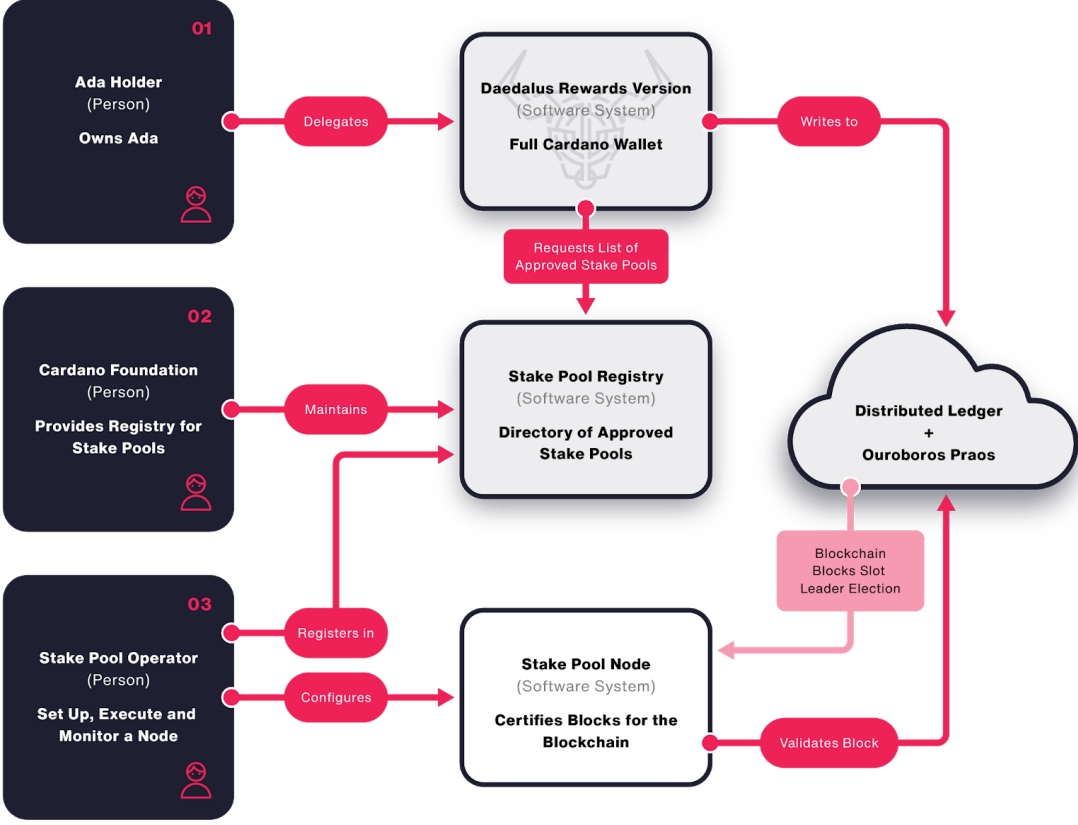 01
Ada Holder
(Person)
Owns Ada
Delegates
Daedalus Rewards Version
(Software System)
Full Cardano Wallet
Writes to
Requests List of
Approved Stake Pools
02
Cardano Foundation
(Person)
Provides Registry for
Stake Pools
Maintains
Stake Pool Registry
(Software System)
Directory of Approved
Stake Pools
Distributed Ledger
+
Ouroboros Praos
Blockchain
Blocks Slot
Leader Election
03
Stake Pool Operator
(Person)
Set Up, Execute and
Monitor a Node
Registers in
Configures
Stake Pool Node
(Software System)
Certifies Blocks for the
Blockchain
Validates Block